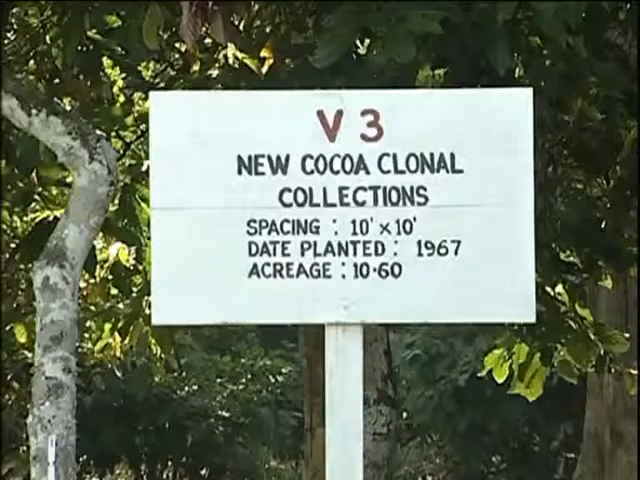 V 3
NEW COCOA CLONAL
COLLECTIONS
SPACING : 10' x 10'
DATE PLANTED : 1967
ACREAGE : 10·60